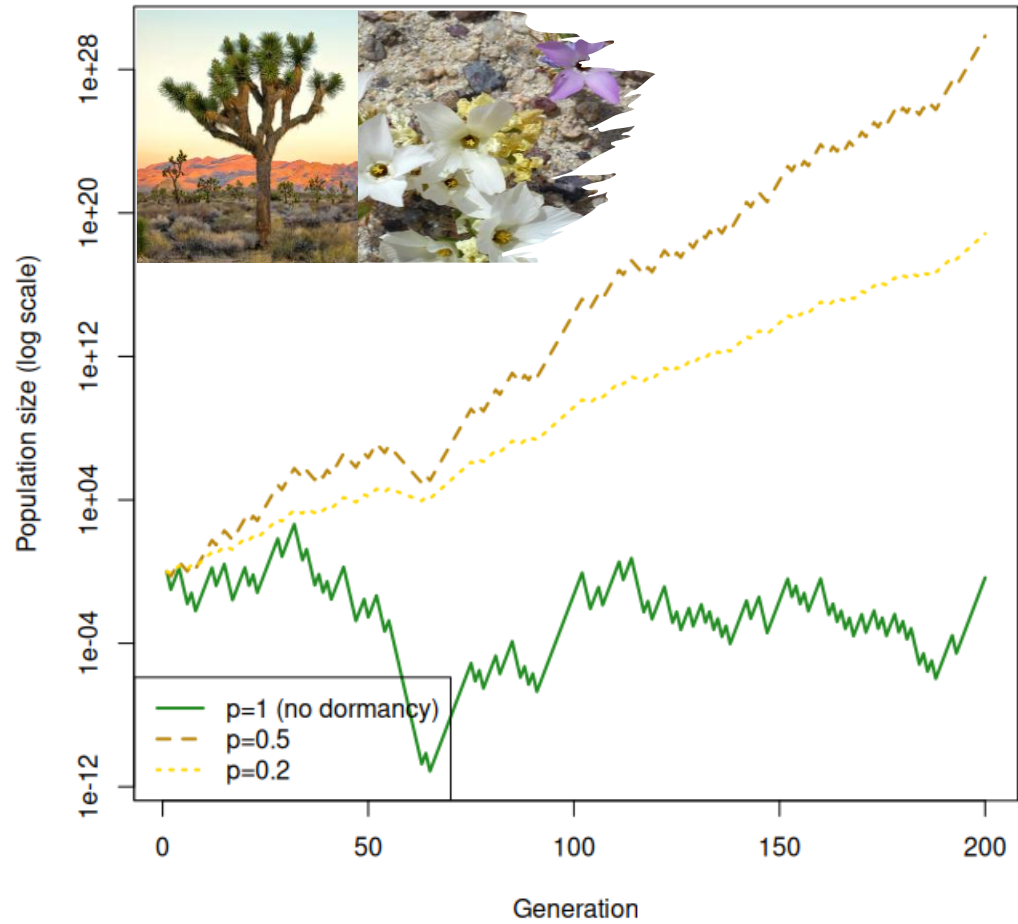 Population size (log scale)
1e+28
1e+20
1e+12
1e+04
1e-04
1e-12
p=1 (no dormancy)
p=0.5
p=0.2
0 50 100 150 200
Generation